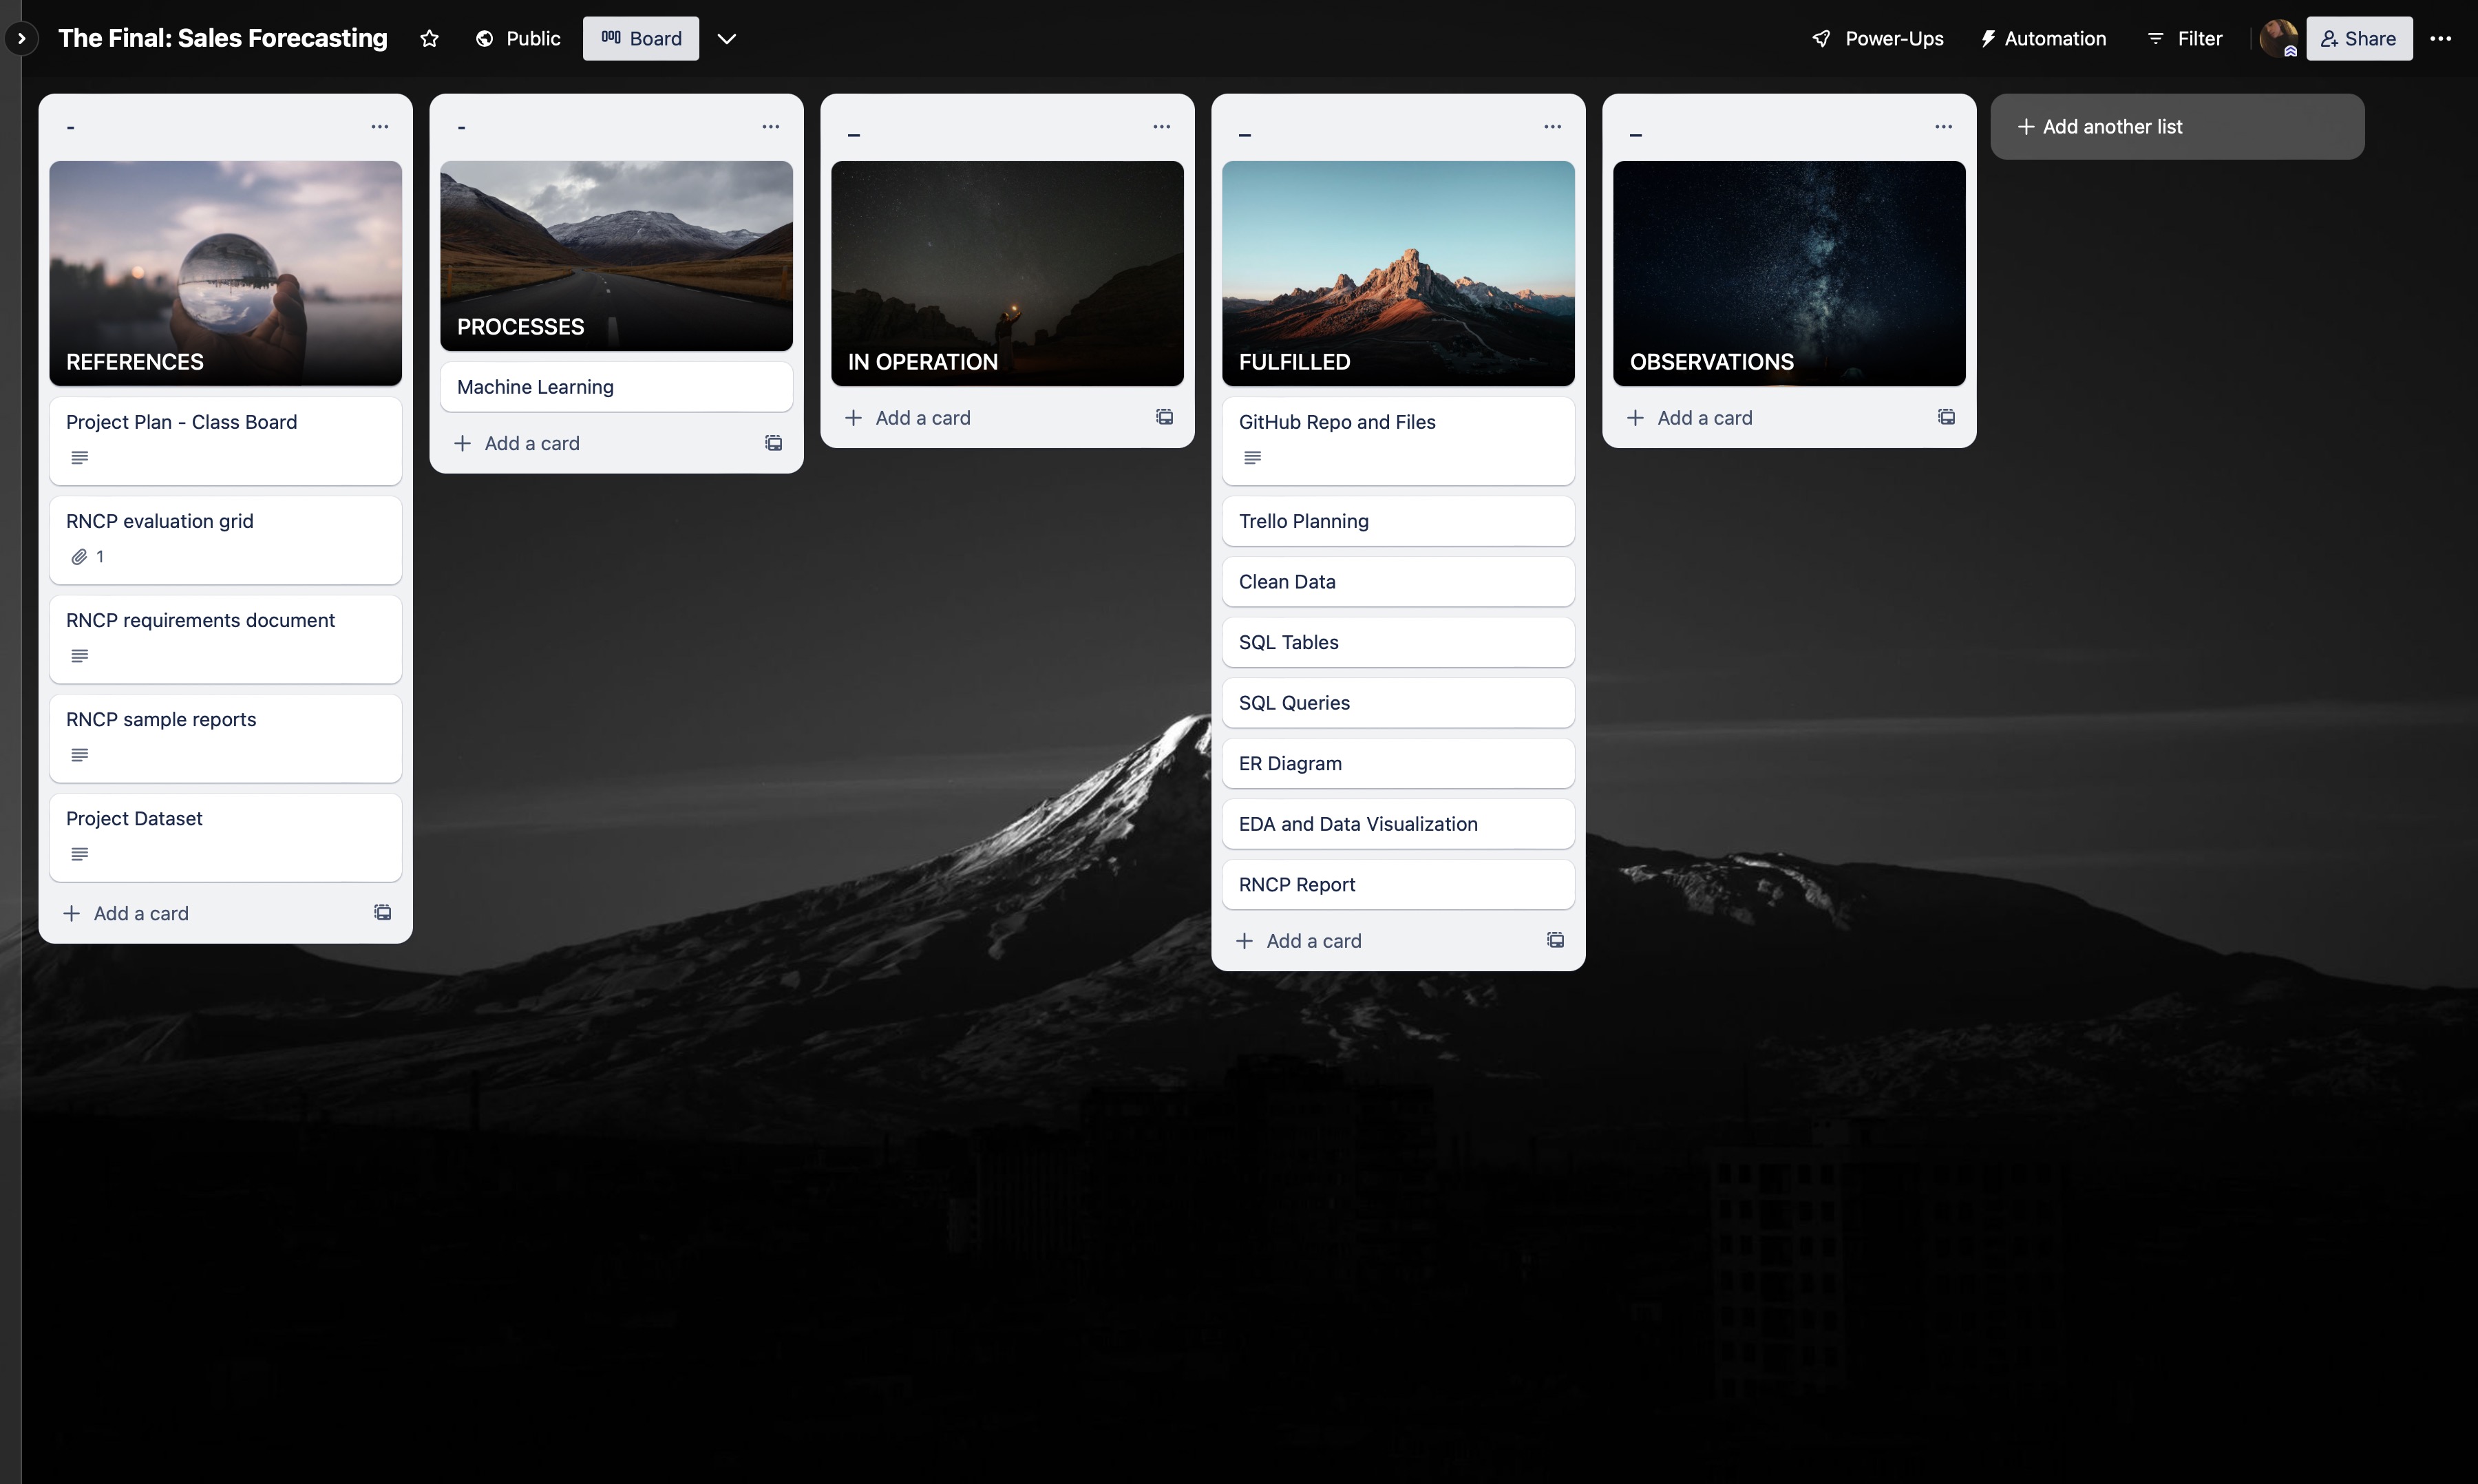 The Final: Sales Forecasting
Public
Board
Power-Ups
Automation
Filter
Share
-
REFERENCES
Project Plan - Class Board
RNCP evaluation grid
1
RNCP requirements document
RNCP sample reports
Project Dataset
+ Add a card
-
PROCESSES
Machine Learning
+ Add a card
_
IN OPERATION
+ Add a card
_
FULFILLED
GitHub Repo and Files
Trello Planning
Clean Data
SQL Tables
SQL Queries
ER Diagram
EDA and Data Visualization
RNCP Report
+ Add a card
_
OBSERVATIONS
+ Add a card
+ Add another list